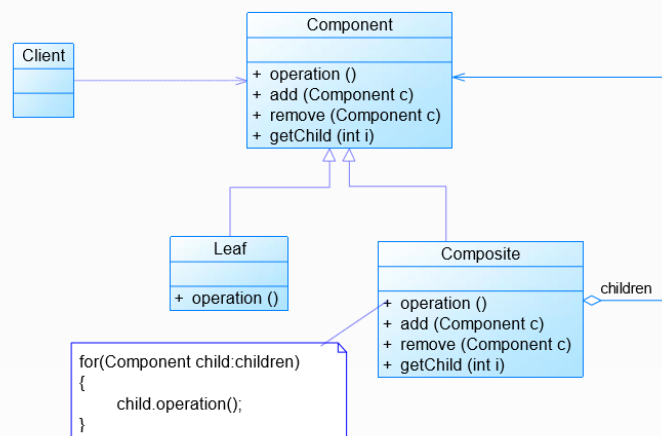 Component
Client
+ operation ()
+ add (Component c)
+ remove (Component c)
+ getChild (int i)
Leaf
+ operation ()
Composite
+ operation ()
+ add (Component c)
+ remove (Component c)
+ getChild (int i)
children
for(Component child:children)
{
child.operation();
}